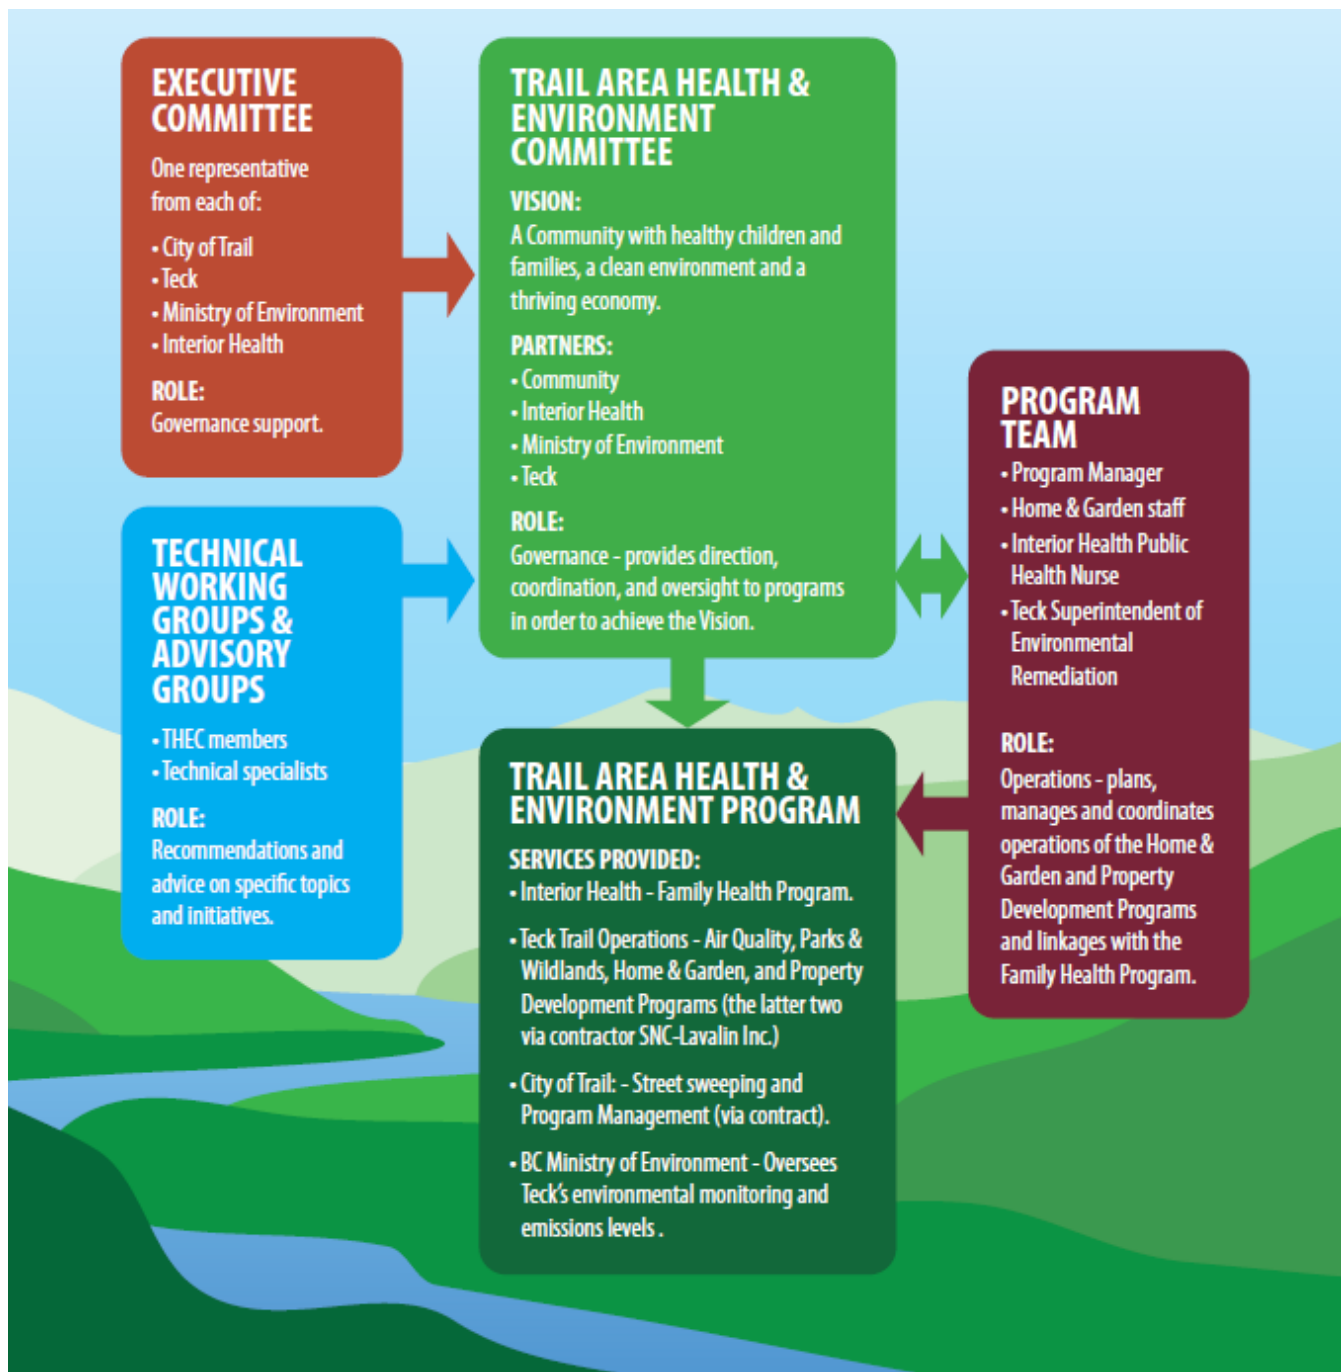 EXECUTIVE
COMMITTEE
One representative
from each of:
• City of Trail
• Teck
• Ministry of Environment
• Interior Health
ROLE:
Governance support.
TECHNICAL
WORKING
GROUPS &
ADVISORY
GROUPS
• THEC members
• Technical specialists
ROLE:
Recommendations and
advice on specific topics
and initiatives.
TRAIL AREA HEALTH &
ENVIRONMENT
COMMITTEE
VISION:
A Community with healthy children and
families, a clean environment and a
thriving economy.
PARTNERS:
• Community
• Interior Health
• Ministry of Environment
• Teck
ROLE:
Governance - provides direction,
coordination, and oversight to programs
in order to achieve the Vision.
TRAIL AREA HEALTH &
ENVIRONMENT PROGRAM
SERVICES PROVIDED:
• Interior Health - Family Health Program.
• Teck Trail Operations - Air Quality, Parks &
Wildlands, Home & Garden, and Property
Development Programs (the latter two
via contractor SNC-Lavalin Inc.)
• City of Trail: - Street sweeping and
Program Management (via contract).
• BC Ministry of Environment - Oversees
Teck's environmental monitoring and
emissions levels .
PROGRAM
TEAM
• Program Manager
• Home & Garden staff
• Interior Health Public
Health Nurse
• Teck Superintendent of
Environmental
Remediation
ROLE:
Operations - plans,
manages and coordinates
operations of the Home &
Garden and Property
Development Programs
and linkages with the
Family Health Program.